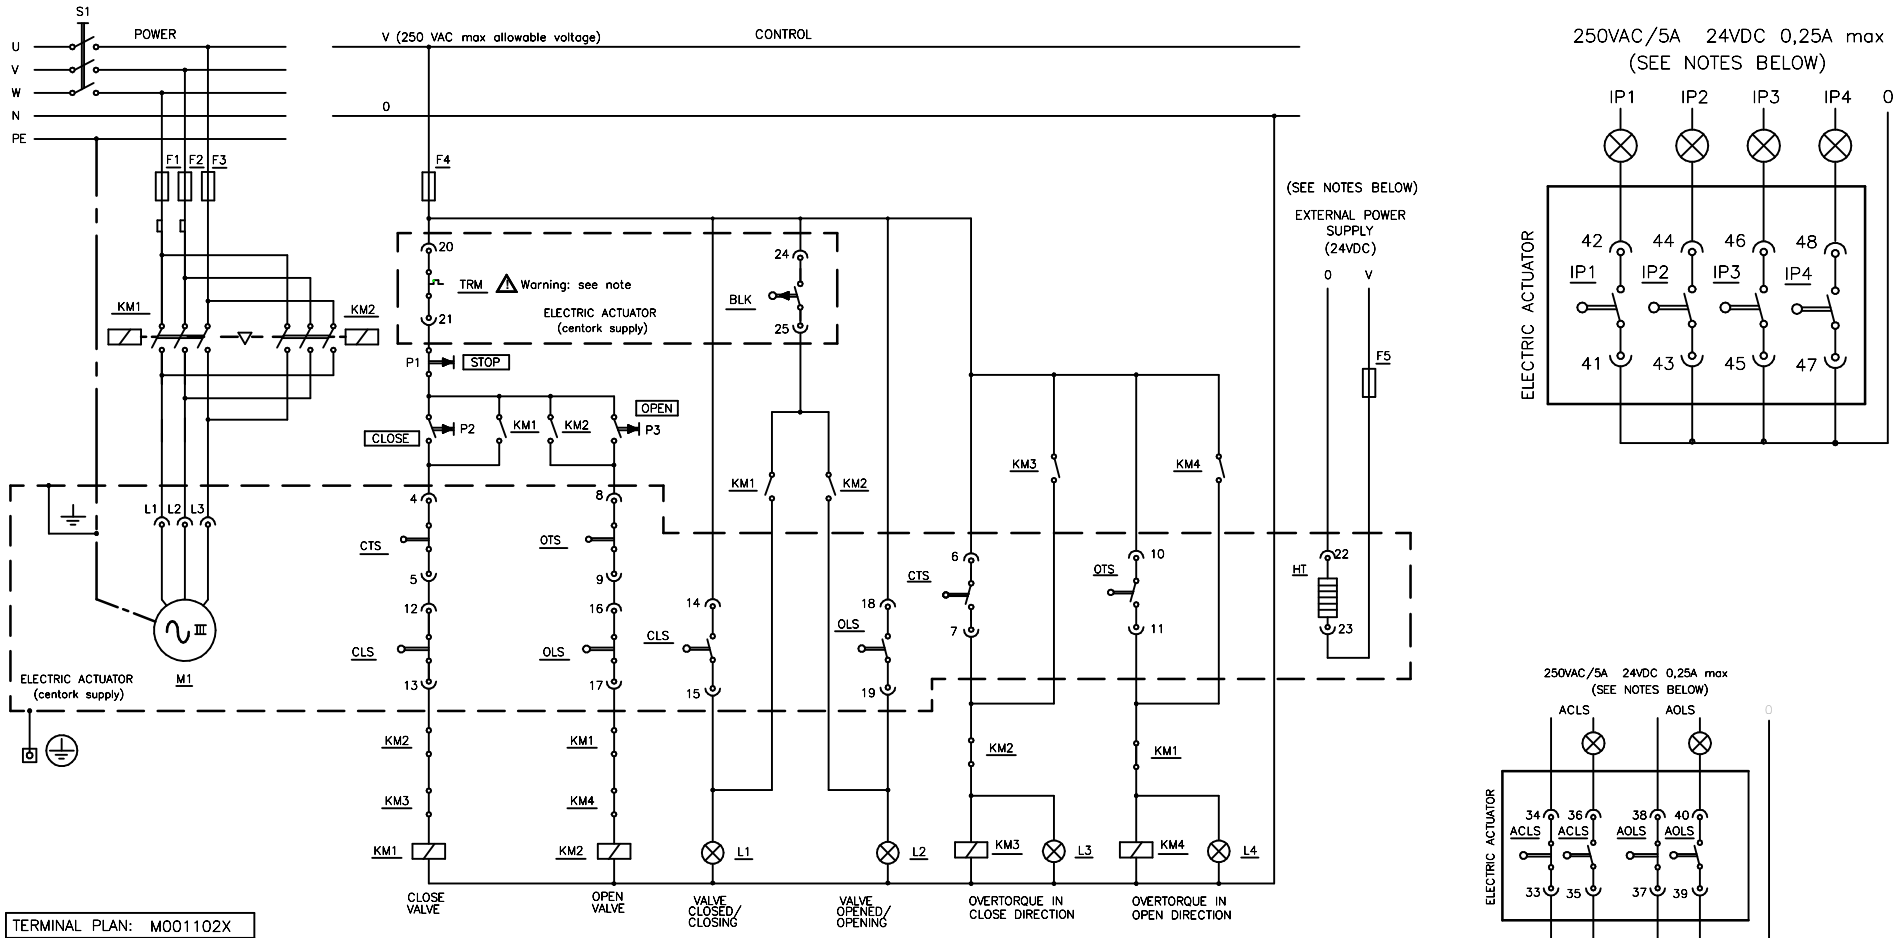 S1
U
V
W
N
PE
POWER
V (250 VAC max allowable voltage)
CONTROL
0
F1
F2
F3
F4
KM1
KM2
20
TRM
Warning: see note
21
ELECTRIC ACTUATOR
(centork supply)
24
BLK
25
P1
STOP
CLOSE
P2
KM1
KM2
OPEN
P3
KM1
KM2
KM3
KM4
(SEE NOTES BELOW)
EXTERNAL POWER
SUPPLY
(24VDC)
0
V
F5
L1
L2
L3
M1
ELECTRIC ACTUATOR
(centork supply)
4
CTS
5
12
CLS
13
8
OTS
9
16
OLS
17
14
CLS
15
18
OLS
19
6
CTS
7
10
OTS
11
22
HT
23
KM2
KM3
KM1
KM1
KM4
KM2
L1
L2
KM2
KM3
L3
KM1
KM4
L4
CLOSE
VALVE
OPEN
VALVE
VALVE
CLOSED/
CLOSING
VALVE
OPENED/
OPENING
OVERTORQUE IN
CLOSE DIRECTION
OVERTORQUE IN
OPEN DIRECTION
TERMINAL PLAN: M001102X
250VAC/5A 24VDC 0,25A max
(SEE NOTES BELOW)
IP1
IP2
IP3
IP4
0
ELECTRIC ACTUATOR
42
44
46
48
IP1
IP2
IP3
IP4
41
43
45
47
250VAC/5A 24VDC 0,25A max
(SEE NOTES BELOW)
ACLS
AOLS
0
ELECTRIC ACTUATOR
34
36
38
40
ACLS
ACLS
AOLS
AOLS
33
35
37
39